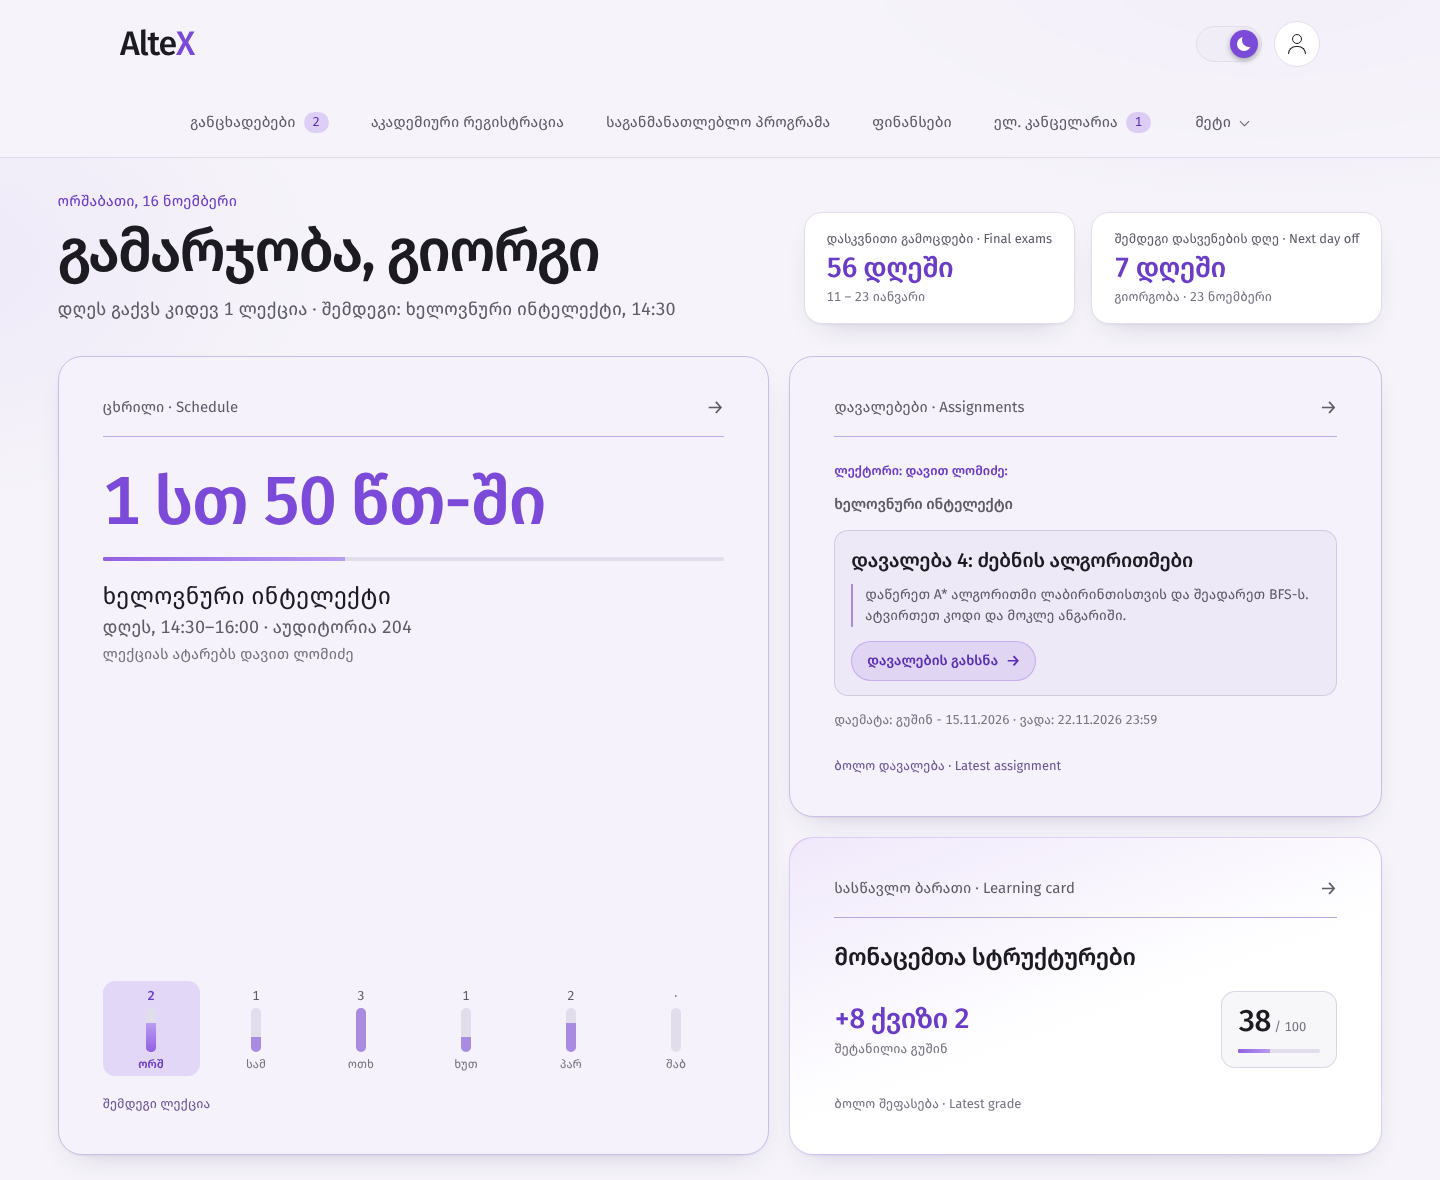 AlteX
განცხადებები 2
აკადემიური რეგისტრაცია
საგანმანათლებლო პროგრამა
ფინანსები
ელ. კანცელარია 1
მეტი
ორშაბათი, 16 ნოემბერი
გამარჯობა, გიორგი
დღეს გაქვს კიდევ 1 ლექცია · შემდეგი: ხელოვნური ინტელექტი, 14:30
დასკვნითი გამოცდები · Final exams
56 დღეში
11 – 23 იანვარი
შემდეგი დასვენების დღე · Next day off
7 დღეში
გიორგობა · 23 ნოემბერი
ცხრილი · Schedule
1 სთ 50 წთ-ში
ხელოვნური ინტელექტი
დღეს, 14:30–16:00 · აუდიტორია 204
ლექციას ატარებს დავით ლომიძე
2 1 3 1 2 ·
ორშ სამ ოთხ ხუთ პარ შაბ
შემდეგი ლექცია
დავალებები · Assignments
ლექტორი: დავით ლომიძე:
ხელოვნური ინტელექტი
დავალება 4: ძებნის ალგორითმები
დაწერეთ A* ალგორითმი ლაბირინთისთვის და შეადარეთ BFS-ს.
ატვირთეთ კოდი და მოკლე ანგარიში.
დავალების გახსნა →
დაემატა: გუშინ - 15.11.2026 · ვადა: 22.11.2026 23:59
ბოლო დავალება · Latest assignment
სასწავლო ბარათი · Learning card
მონაცემთა სტრუქტურები
+8 ქვიზი 2
შეტანილია გუშინ
38 / 100
ბოლო შეფასება · Latest grade